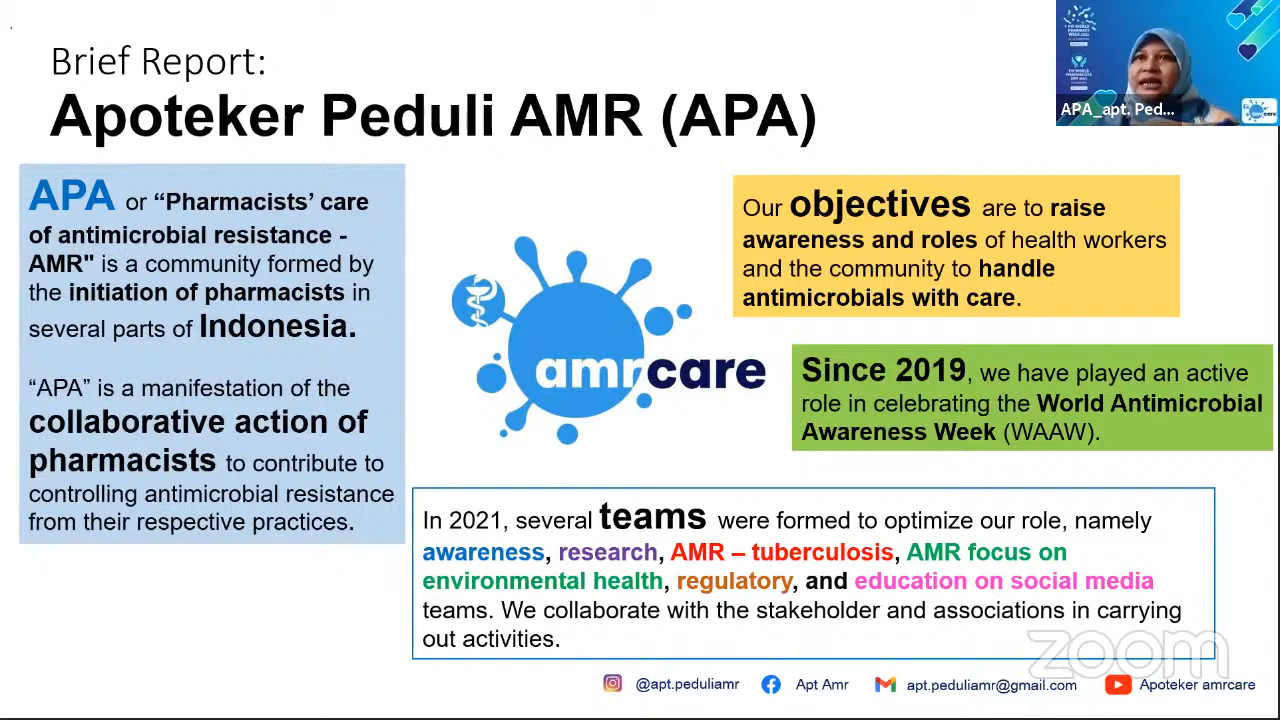 Brief Report:
Apoteker Peduli AMR (APA)
APA or “Pharmacists’ care
of antimicrobial resistance -
AMR" is a community formed by
the initiation of pharmacists in
several parts of Indonesia.
“APA” is a manifestation of the
collaborative action of
pharmacists to contribute to
controlling antimicrobial resistance
from their respective practices.
amrcare
Our objectives are to raise
awareness and roles of health workers
and the community to handle
antimicrobials with care.
Since 2019, we have played an active
role in celebrating the World Antimicrobial
Awareness Week (WAAW).
In 2021, several teams were formed to optimize our role, namely
awareness, research, AMR – tuberculosis, AMR focus on
environmental health, regulatory, and education on social media
teams. We collaborate with the stakeholder and associations in carrying
out activities.
zoom
@apt.peduliamr
Apt Amr
apt.peduliamr@gmail.com
Apoteker amrcare
APA_apt. Ped...